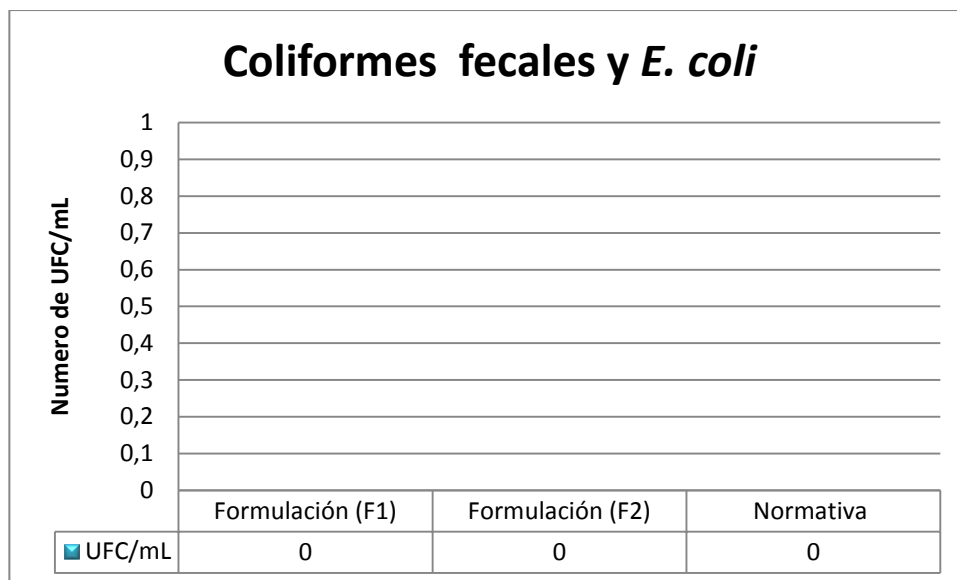 Coliformes fecales y E. coli
Numero de UFC/mL
1
0,9
0,8
0,7
0,6
0,5
0,4
0,3
0,2
0,1
0
Formulación (F1) Formulación (F2) Normativa
UFC/mL 0 0 0